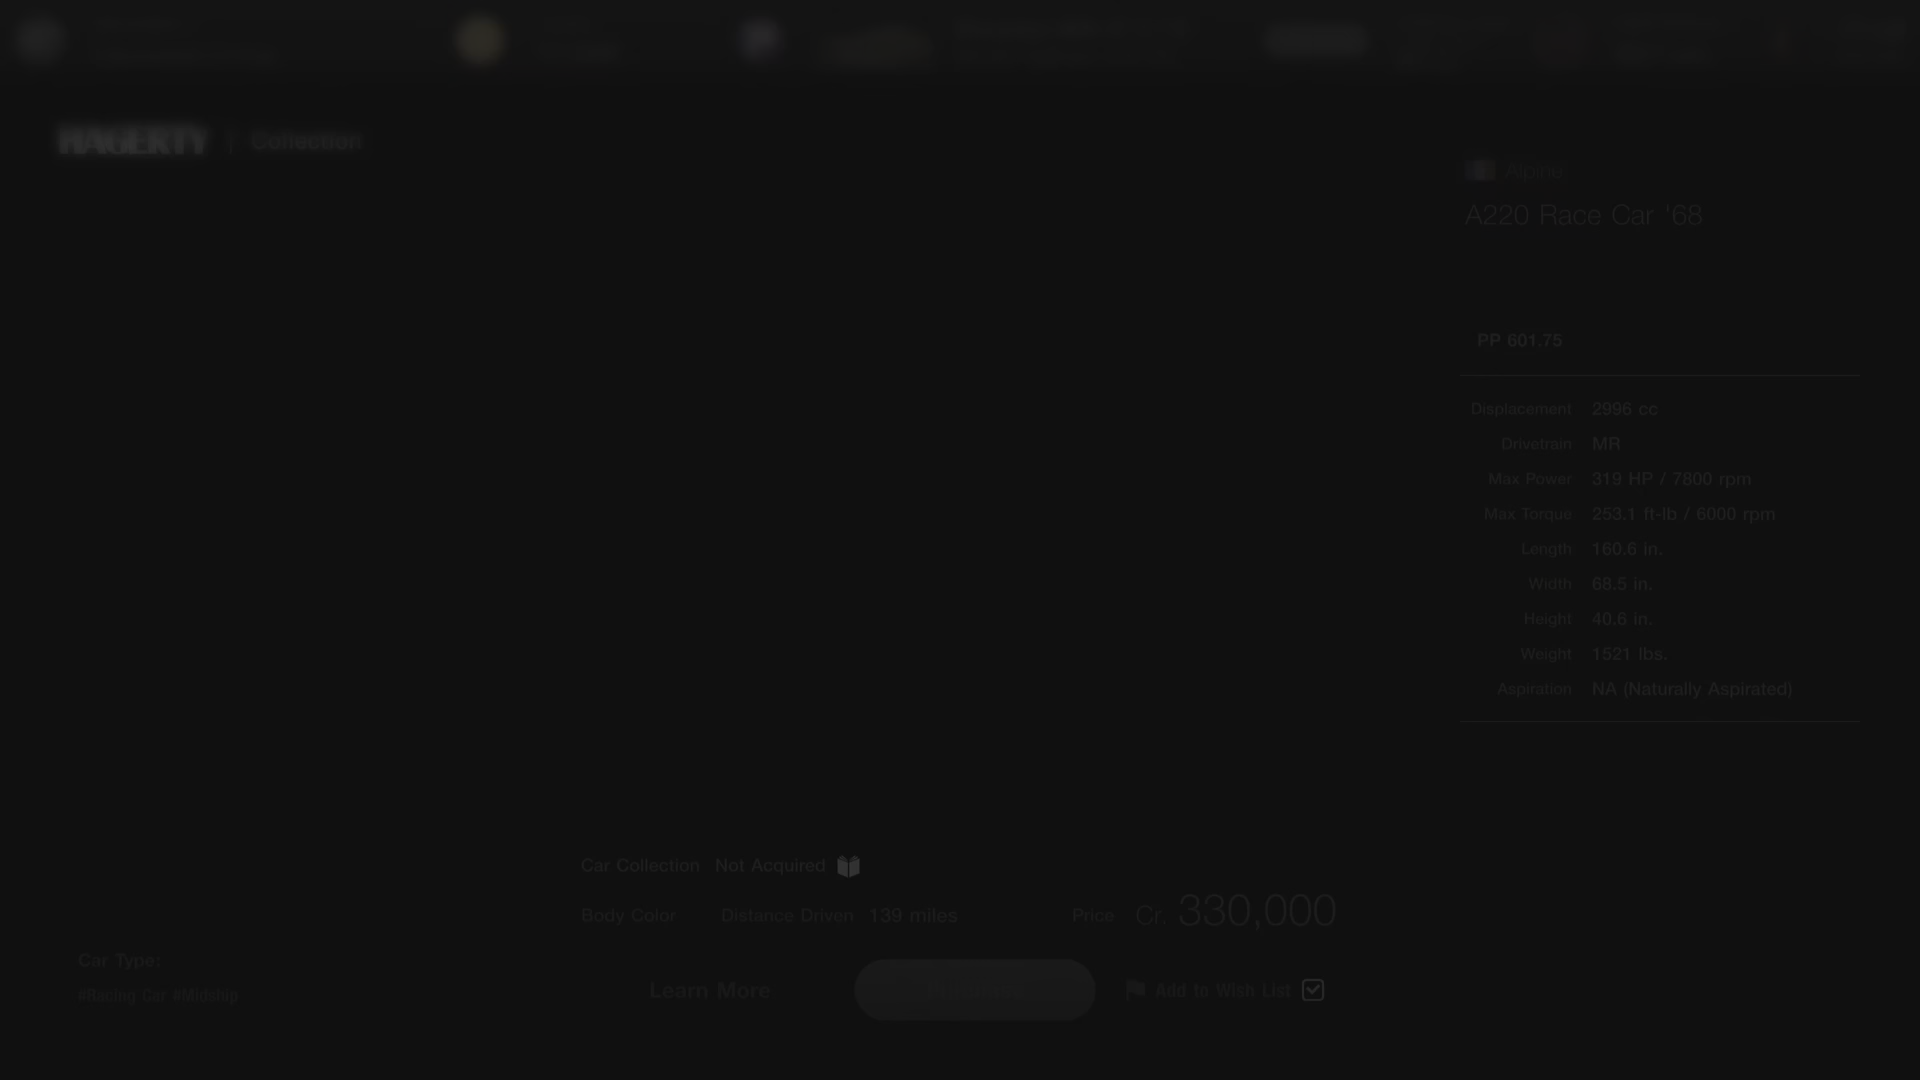 HAGERTY | Collection
Alpine
A220 Race Car '68
PP 601.75
Displacement 2996 cc
Drivetrain MR
Max Power 319 HP / 7800 rpm
Max Torque 253.1 ft-lb / 6000 rpm
Length 160.6 in.
Width 68.5 in.
Height 40.6 in.
Weight 1521 lbs.
Aspiration NA (Naturally Aspirated)
Car Collection Not Acquired
Body Color Distance Driven 139 miles Price Cr. 330,000
Car Type:
#Racing Car #Midship
Learn More
Add to Wish List